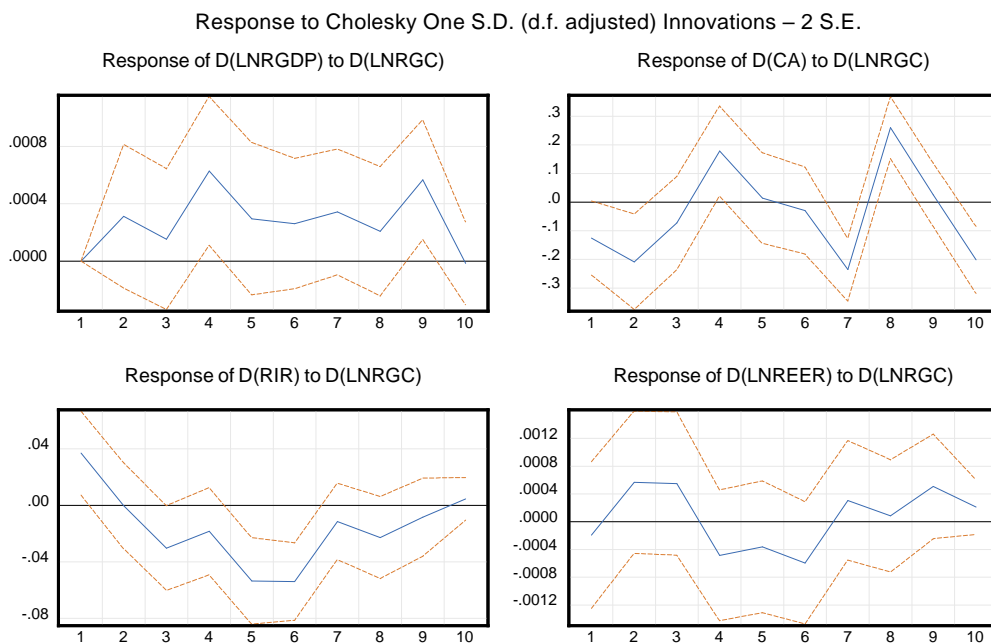 Response to Cholesky One S.D. (d.f. adjusted) Innovations – 2 S.E.
Response of D(LNRGDP) to D(LNRGC)
.0008
.0004
.0000
1 2 3 4 5 6 7 8 9 10
Response of D(CA) to D(LNRGC)
.3
.2
.1
.0
-.1
-.2
-.3
1 2 3 4 5 6 7 8 9 10
Response of D(RIR) to D(LNRGC)
.04
.00
-.04
-.08
1 2 3 4 5 6 7 8 9 10
Response of D(LNREER) to D(LNRGC)
.0012
.0008
.0004
.0000
-.0004
-.0008
-.0012
1 2 3 4 5 6 7 8 9 10